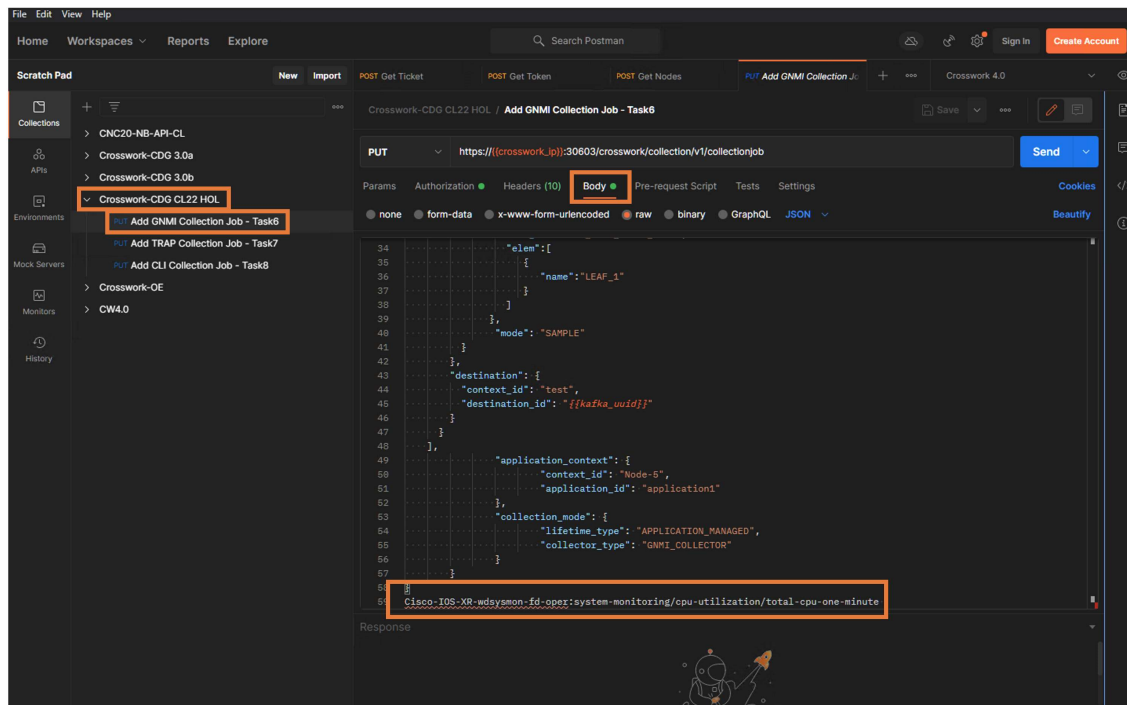 File Edit View Help
Home Workspaces Reports Explore
Search Postman
Sign In
Create Account
Scratch Pad
New Import
POST Get Ticket
POST Get Token
POST Get Nodes
PUT Add GNMI Collection Jo
Crosswork 4.0
Collections
APIs
Environments
Mock Servers
Monitors
History
CNC20-NB-API-CL
Crosswork-CDG 3.0a
Crosswork-CDG 3.0b
Crosswork-CDG CL22 HOL
PUT Add GNMI Collection Job - Task6
PUT Add TRAP Collection Job - Task7
PUT Add CLI Collection Job - Task8
Crosswork-OE
CW4.0
Crosswork-CDG CL22 HOL / Add GNMI Collection Job - Task6
Save
PUT https://{{crosswork_ip}}:30603/crosswork/collection/v1/collectionjob
Send
Params Authorization Headers (10) Body Pre-request Script Tests Settings
Cookies
none form-data x-www-form-urlencoded raw binary GraphQL JSON
Beautify
34 "elem":[
35 {
36 "name":"LEAF_1"
37 }
38 ]
39 },
40 "mode": "SAMPLE"
41 }
42 },
43 "destination": {
44 "context_id": "test",
45 "destination_id": "{{kafka_uuid}}"
46 }
47 }
48 ],
49 "application_context": {
50 "context_id": "Node-5",
51 "application_id": "application1"
52 },
53 "collection_mode": {
54 "lifetime_type": "APPLICATION_MANAGED",
55 "collector_type": "GNMI_COLLECTOR"
56 }
57 }
58 }
59 Cisco-IOS-XR-wdsysmon-fd-oper:system-monitoring/cpu-utilization/total-cpu-one-minute
Response